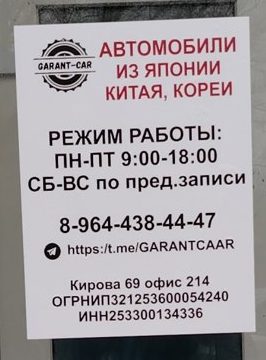 GARANT-CAR
АВТОМОБИЛИ
ИЗ ЯПОНИИ
КИТАЯ, КОРЕИ
РЕЖИМ РАБОТЫ:
ПН-ПТ 9:00-18:00
СБ-ВС по пред.записи
8-964-438-44-47
https:/t.me/GARANTCAAR
Кирова 69 офис 214
ОГРНИП321253600054240
ИНН253300134336